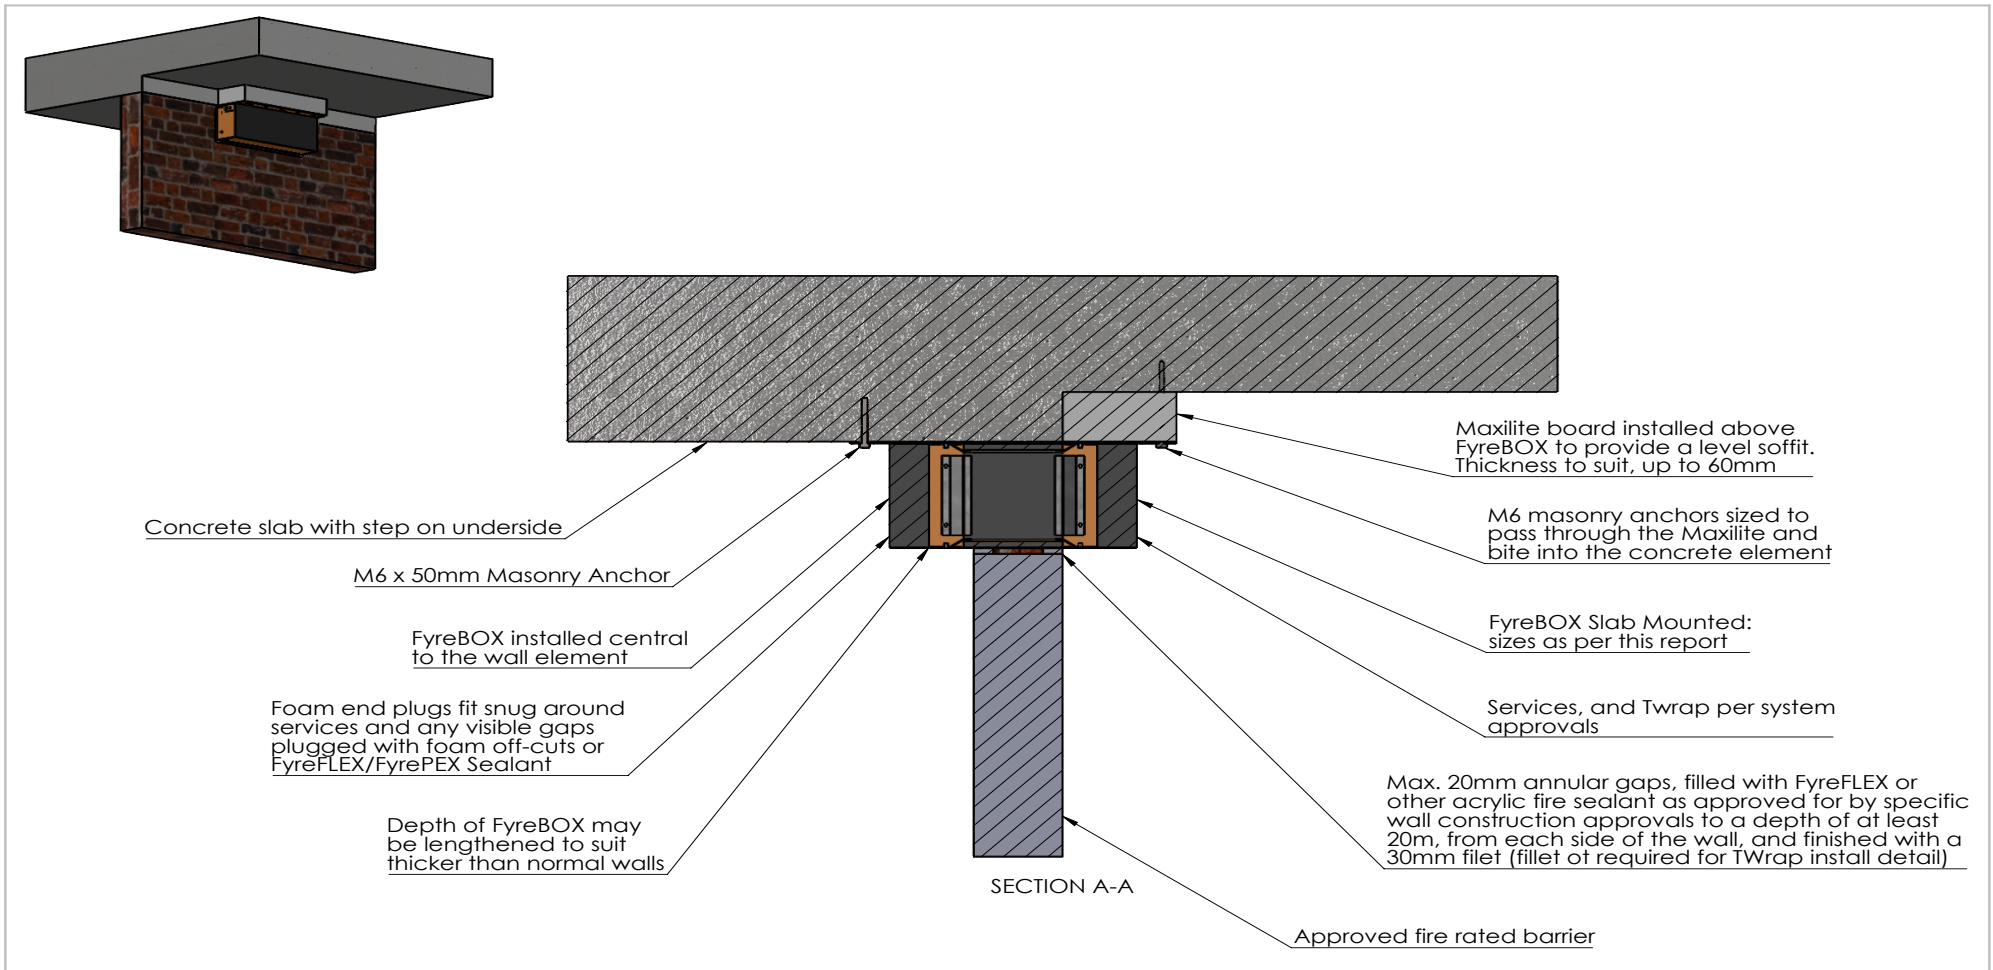 Concrete slab with step on underside
M6 x 50mm Masonry Anchor
FyreBOX installed central
to the wall element
Foam end plugs fit snug around
services and any visible gaps
plugged with foam off-cuts or
FyreFLEX/FyrePEX Sealant
Depth of FyreBOX may
be lengthened to suit
thicker than normal walls
SECTION A-A
Maxilite board installed above
FyreBOX to provide a level soffit.
Thickness to suit, up to 60mm
M6 masonry anchors sized to
pass through the Maxilite and
bite into the concrete element
FyreBOX Slab Mounted:
sizes as per this report
Services, and Twrap per system
approvals
Max. 20mm annular gaps, filled with FyreFLEX or
other acrylic fire sealant as approved for by specific
wall construction approvals to a depth of at least
20m, from each side of the wall, and finished with a
30mm filet (fillet ot required for TWrap install detail)
Approved fire rated barrier